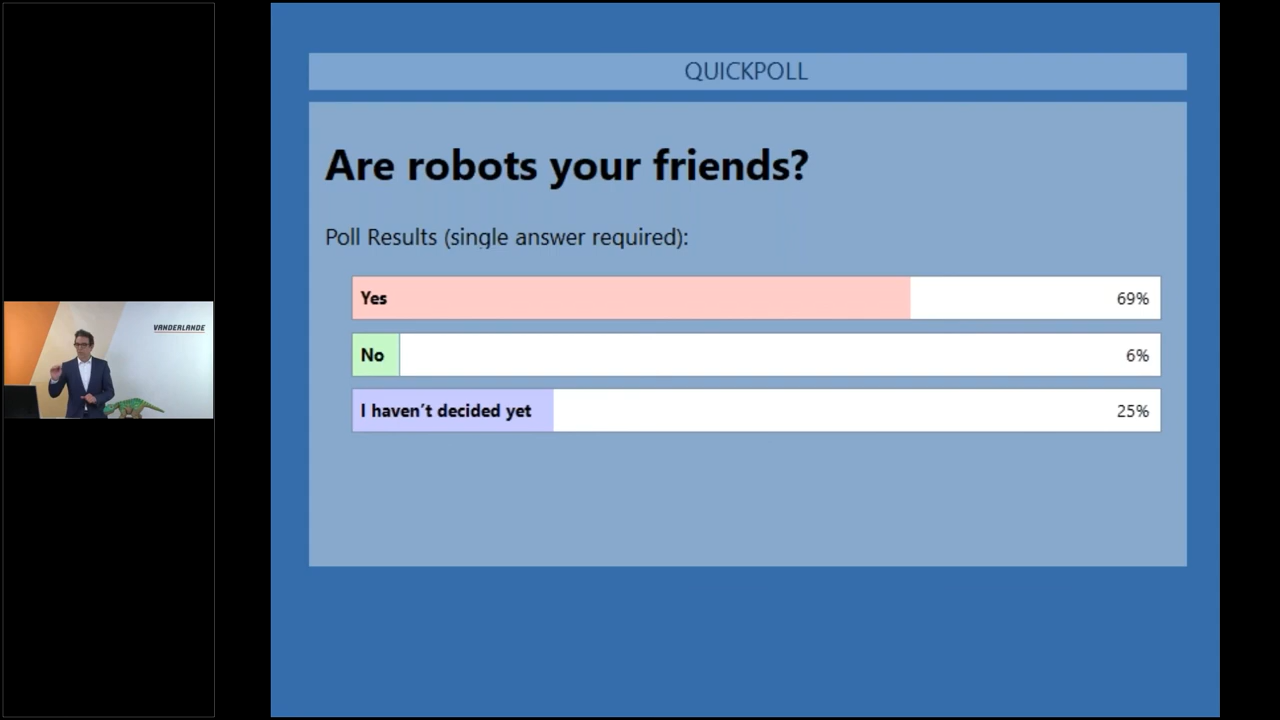 QUICKPOLL
Are robots your friends?
Poll Results (single answer required):
Yes 69%
No 6%
I haven't decided yet 25%
VANDERLANDE